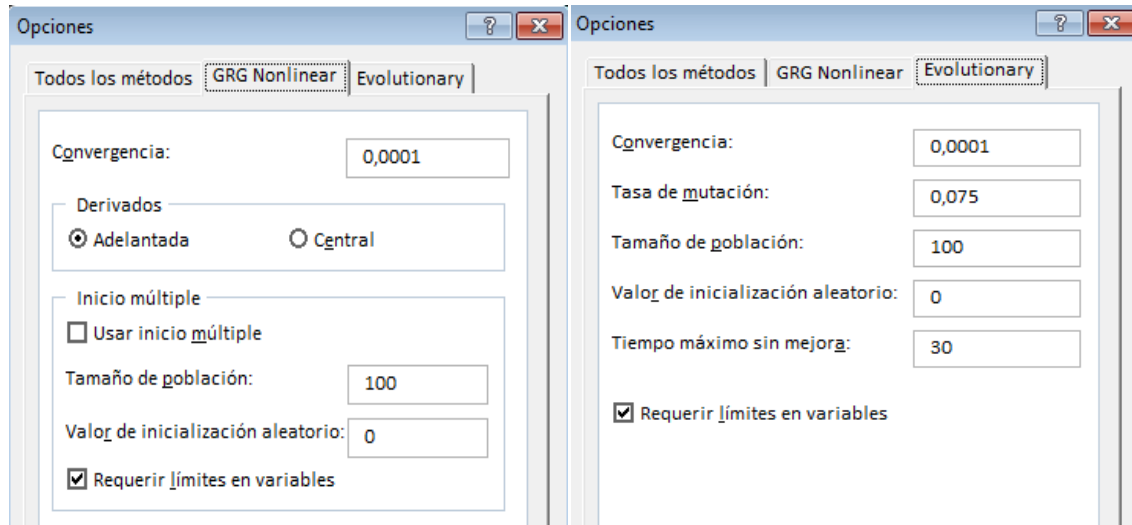 Opciones
?
Todos los métodos
GRG Nonlinear
Evolutionary
Convergencia:
0,0001
Derivados
Adelantada
Central
Inicio múltiple
Usar inicio múltiple
Tamaño de población:
100
Valor de inicialización aleatorio:
0
Requerir límites en variables
Opciones
?
Todos los métodos
GRG Nonlinear
Evolutionary
Convergencia:
0,0001
Tasa de mutación:
0,075
Tamaño de población:
100
Valor de inicialización aleatorio:
0
Tiempo máximo sin mejora:
30
Requerir límites en variables